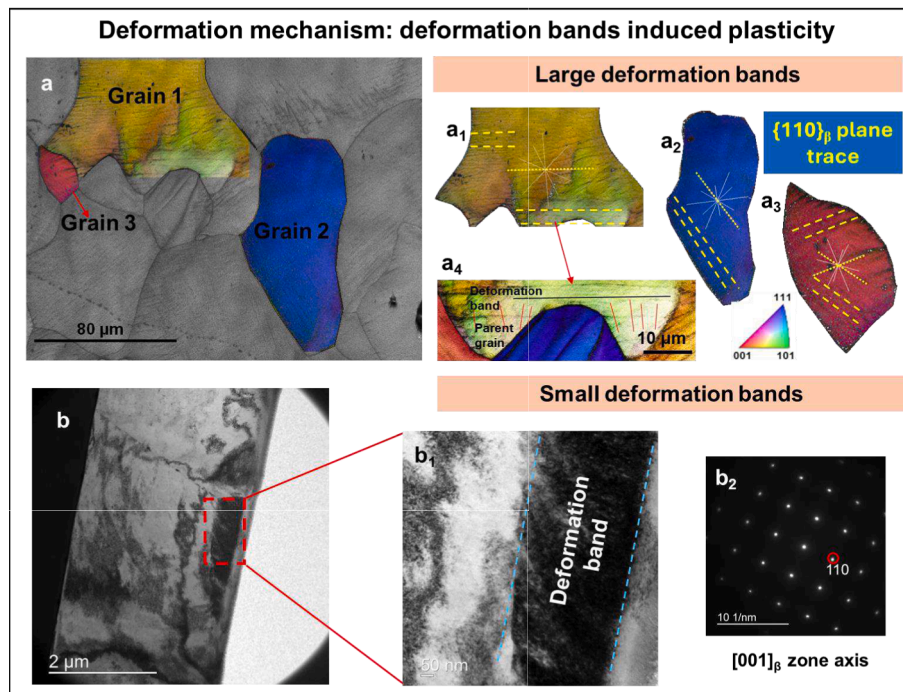 Deformation mechanism: deformation bands induced plasticity
a
Grain 1
Grain 3
Grain 2
80 µm
Large deformation bands
a1
a2
{110}β plane
trace
a3
a4
Deformation
band
Parent
grain
10 µm
111
001
101
Small deformation bands
b
2 µm
b1
Deformation
band
50 nm
b2
110
10 1/nm
[001]β zone axis